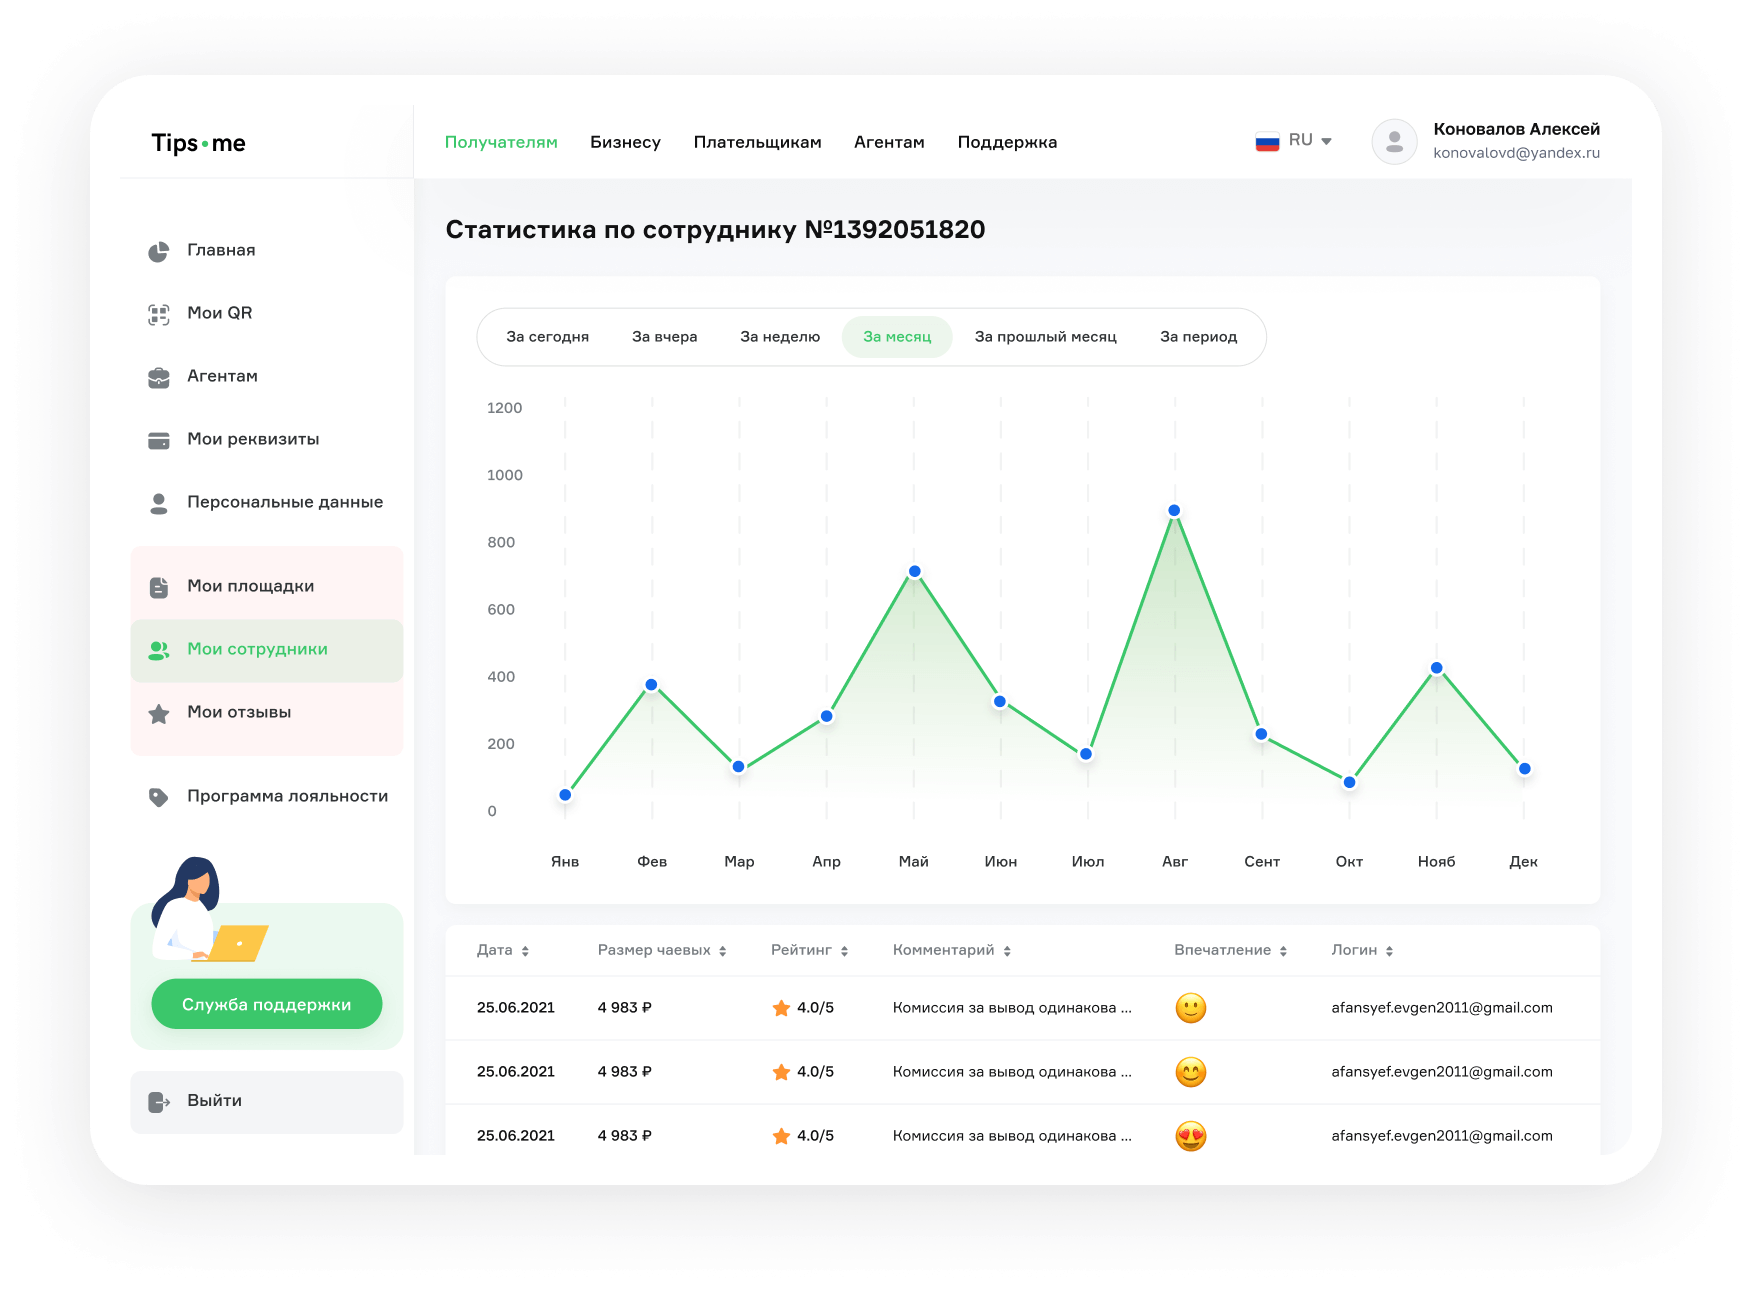 Tips•me
Получателям Бизнесу Плательщикам Агентам Поддержка
RU
Коновалов Алексей
konovalovd@yandex.ru
Главная
Мои QR
Агентам
Мои реквизиты
Персональные данные
Мои площадки
Мои сотрудники
Мои отзывы
Программа лояльности
Служба поддержки
Выйти
Статистика по сотруднику №1392051820
За сегодня За вчера За неделю За месяц За прошлый месяц За период
1200
1000
800
600
400
200
0
Янв Фев Мар Апр Май Июн Июл Авг Сент Окт Нояб Дек
Дата Размер чаевых Рейтинг Комментарий Впечатление Логин
25.06.2021 4 983 ₽ 4.0/5 Комиссия за вывод одинакова ... afansyef.evgen2011@gmail.com
25.06.2021 4 983 ₽ 4.0/5 Комиссия за вывод одинакова ... afansyef.evgen2011@gmail.com
25.06.2021 4 983 ₽ 4.0/5 Комиссия за вывод одинакова ... afansyef.evgen2011@gmail.com